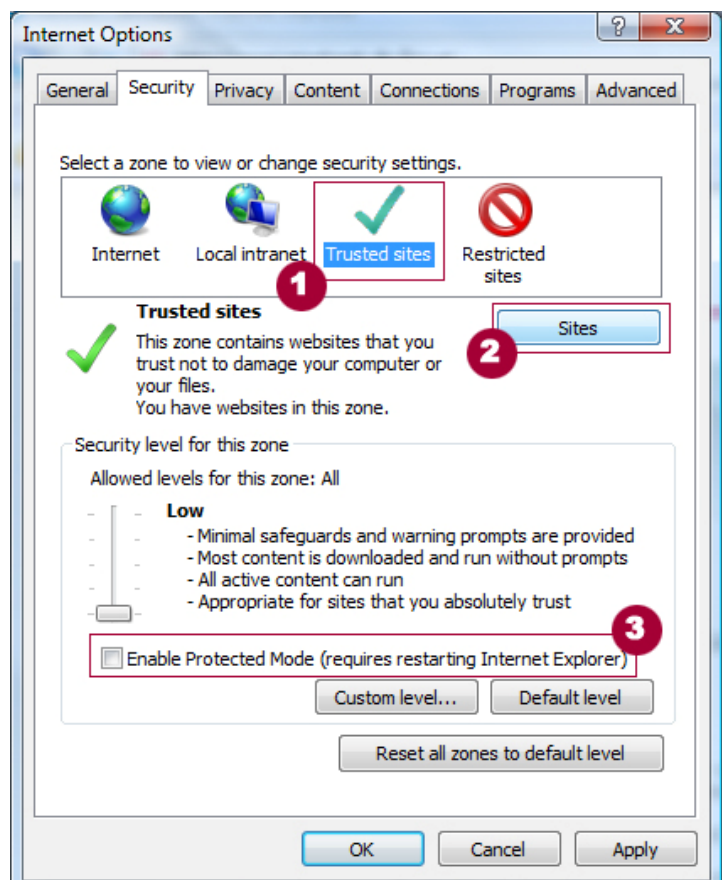 Internet Options
General Security Privacy Content Connections Programs Advanced
Select a zone to view or change security settings.
Internet Local intranet Trusted sites Restricted
sites
1
Trusted sites
Sites
2
This zone contains websites that you
trust not to damage your computer or
your files.
You have websites in this zone.
Security level for this zone
Allowed levels for this zone: All
Low
- Minimal safeguards and warning prompts are provided
- Most content is downloaded and run without prompts
- All active content can run
- Appropriate for sites that you absolutely trust
3
Enable Protected Mode (requires restarting Internet Explorer)
Custom level... Default level
Reset all zones to default level
OK Cancel Apply